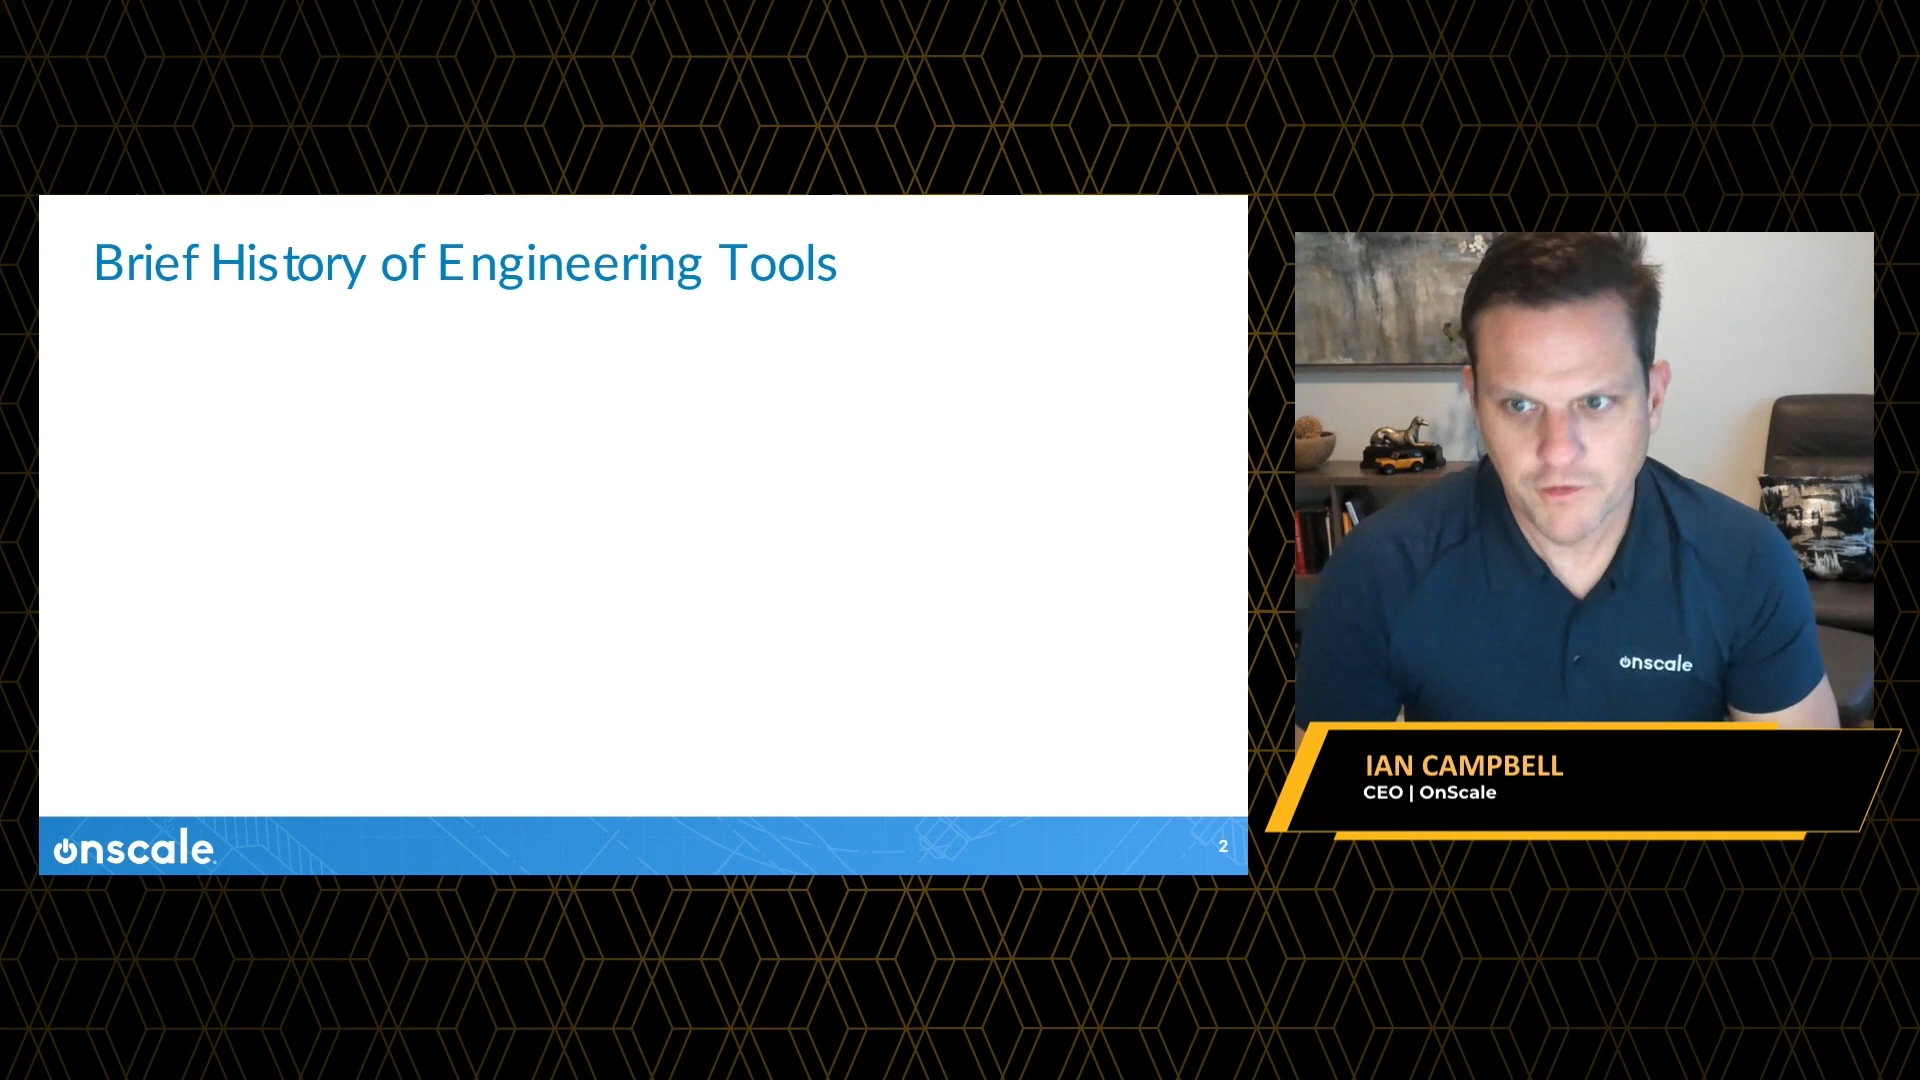 Brief History of Engineering Tools
onscale
2
onscale
IAN CAMPBELL
CEO | OnScale